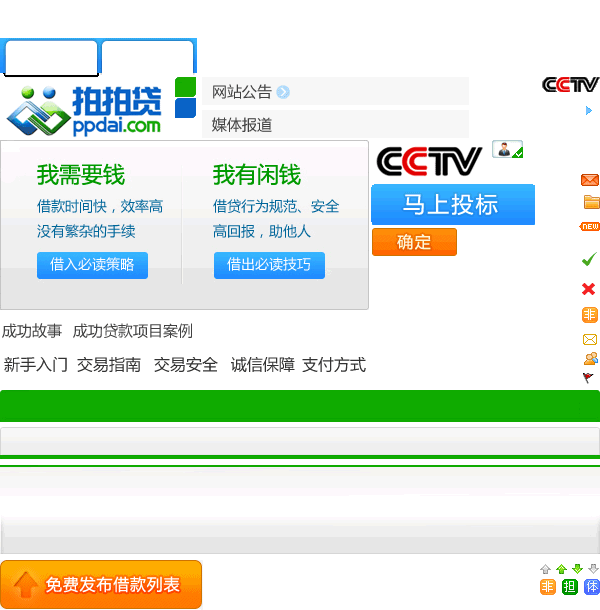 网站公告
CCTV
拍拍贷
ppdai.com
媒体报道
我需要钱
我有闲钱
CCTV
借款时间快，效率高
没有繁杂的手续
借贷行为规范、安全
高回报，助他人
马上投标
NEW
确定
借入必读策略
借出必读技巧
非
成功故事 成功贷款项目案例
新手入门 交易指南 交易安全 诚信保障 支付方式
免费发布借款列表
非 担 体